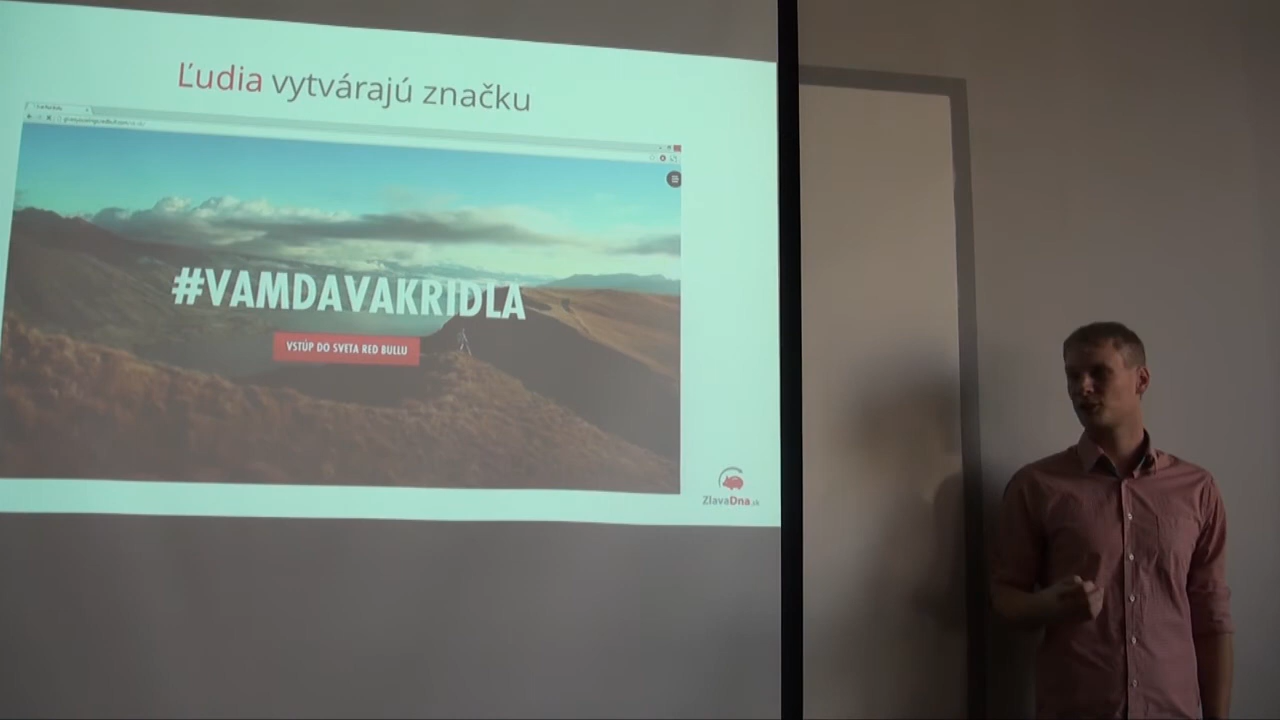 Ľudia vytvárajú značku
#VAMDAVAKRIDLA
VSTÚP DO SVETA RED BULLU
ZlavaDna.sk